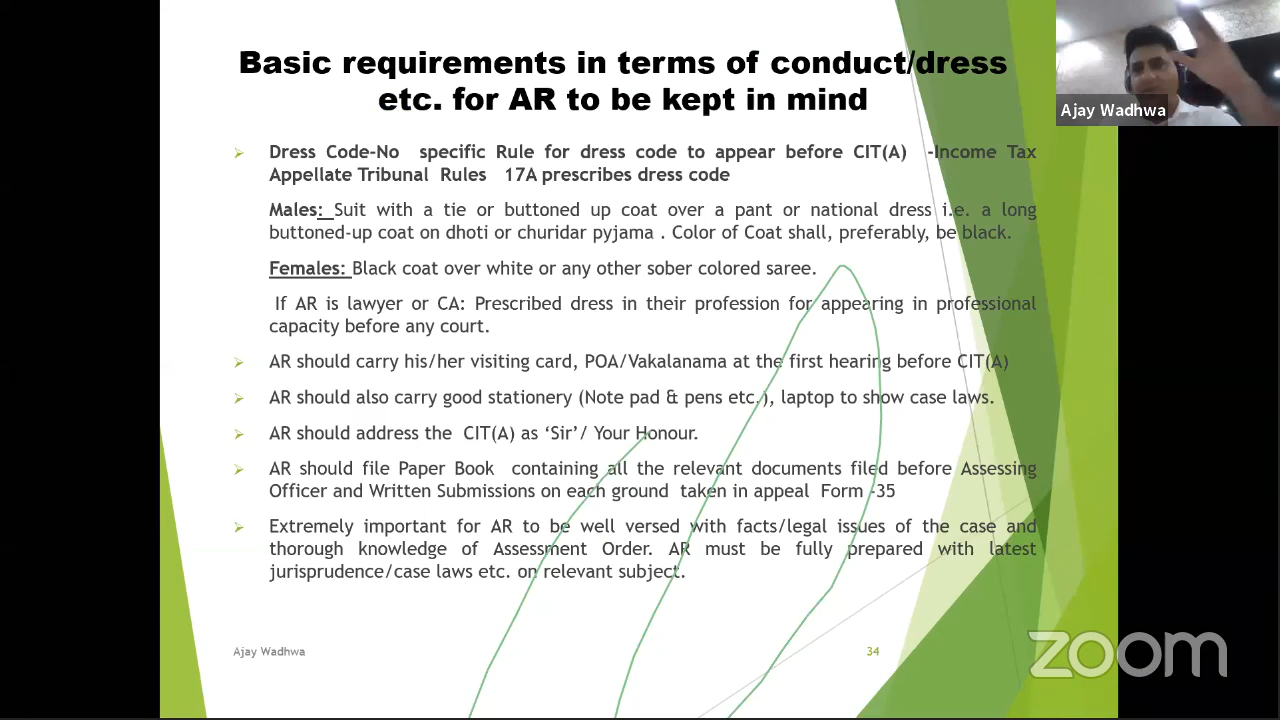 Basic requirements in terms of conduct/dress
etc. for AR to be kept in mind
Ajay Wadhwa
Dress Code-No specific Rule for dress code to appear before CIT(A) -Income Tax
Appellate Tribunal Rules 17A prescribes dress code
Males: Suit with a tie or buttoned up coat over a pant or national dress i.e. a long
buttoned-up coat on dhoti or churidar pyjama . Color of Coat shall, preferably, be black.
Females: Black coat over white or any other sober colored saree.
If AR is lawyer or CA: Prescribed dress in their profession for appearing in professional
capacity before any court.
AR should carry his/her visiting card, POA/Vakalanama at the first hearing before CIT(A)
AR should also carry good stationery (Note pad & pens etc.), laptop to show case laws.
AR should address the CIT(A) as ‘Sir’/ Your Honour.
AR should file Paper Book containing all the relevant documents filed before Assessing
Officer and Written Submissions on each ground taken in appeal Form -35
Extremely important for AR to be well versed with facts/legal issues of the case and
thorough knowledge of Assessment Order. AR must be fully prepared with latest
jurisprudence/case laws etc. on relevant subject.
Ajay Wadhwa
34
zoom